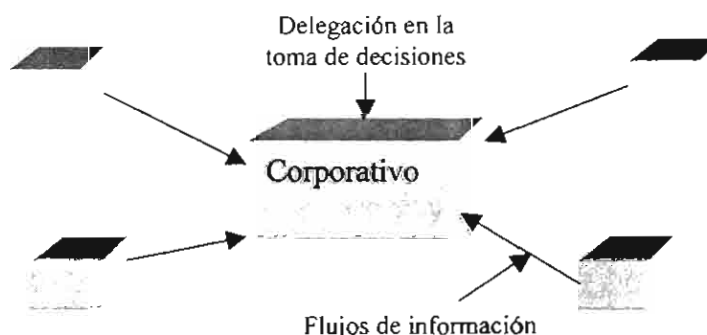 Delegación en la
toma de decisiones
Corporativo
Flujos de información